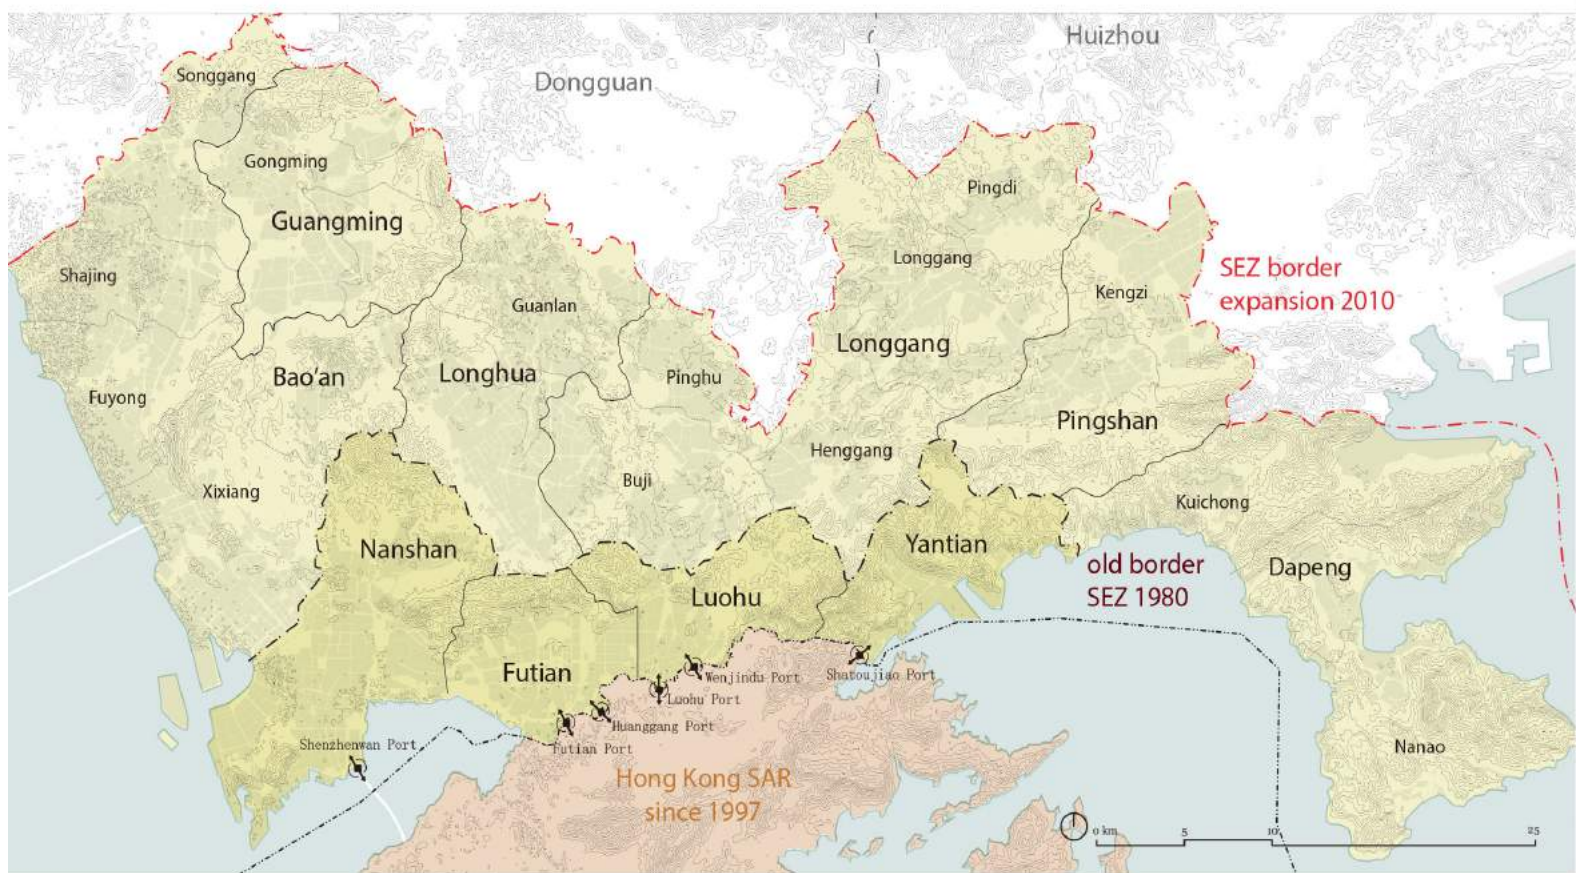 Huizhou
Dongguan
Songgang
Gongming
Pingdi
Guangming
Longgang
Shajing
SEZ border
expansion 2010
Kengzi
Guanlan
Longgang
Bao'an
Longhua
Pinghu
Fuyong
Pingshan
Henggang
Buji
Xixiang
Kuichong
Nanshan
Yantian
old border
SEZ 1980
Dapeng
Luohu
Futian
Wenjindu Port
Shatoujiao Port
Luohu Port
Huanggang Port
Shenzhenwan Port
Futian Port
Nanao
Hong Kong SAR
since 1997
0 km
5
10
25